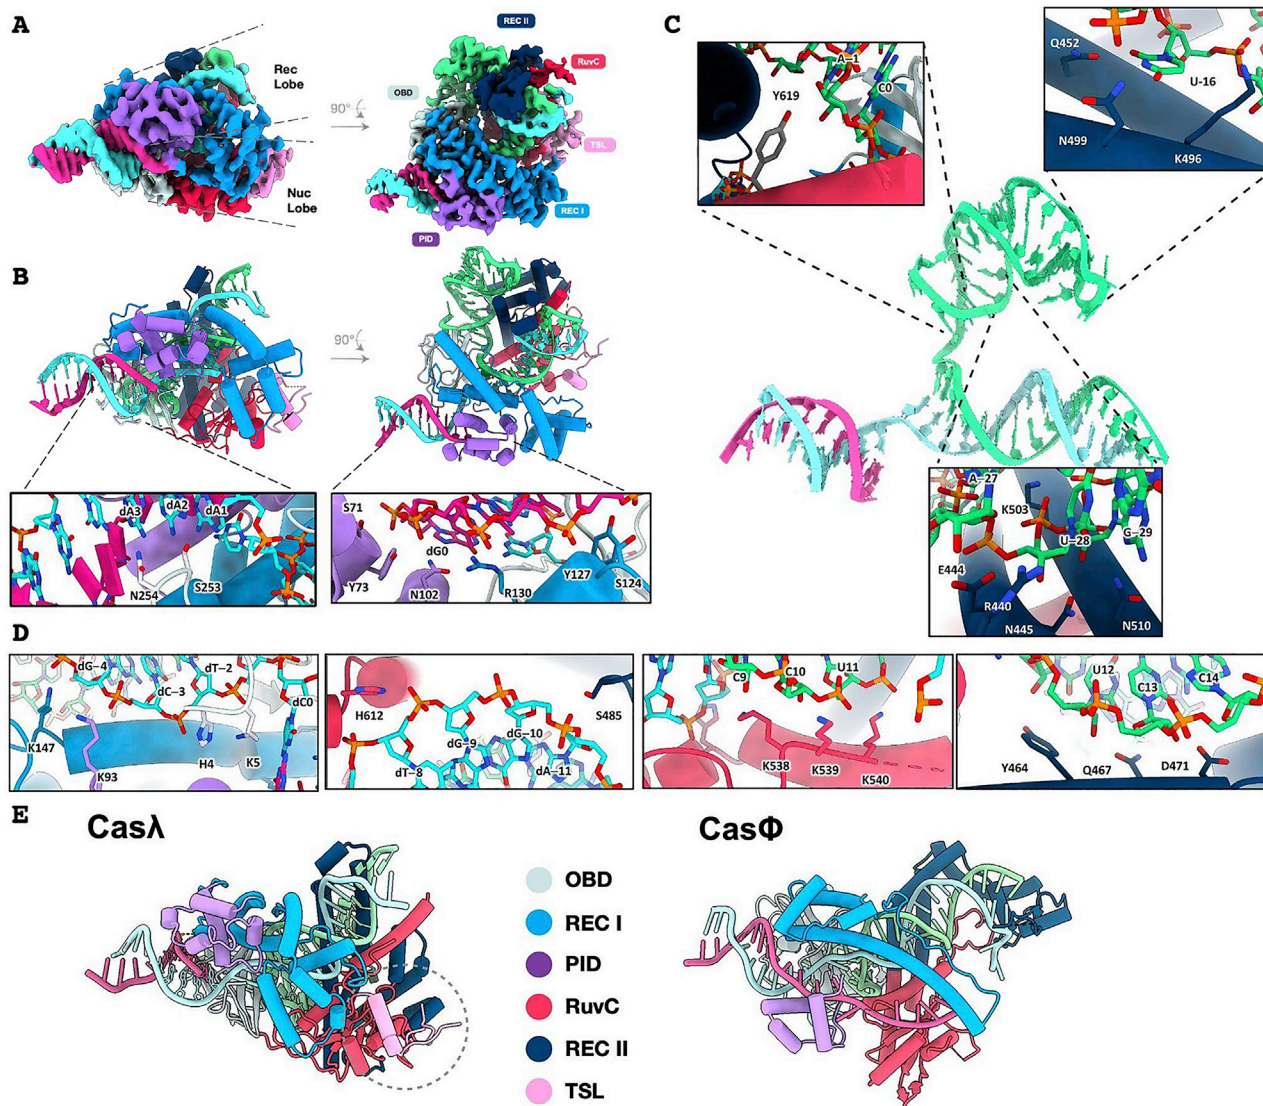 A
Rec
Lobe
Nuc
Lobe
90°
REC II
RuvC
OBD
TSL
REC I
PID
B
90°
dA3
dA2
dA1
N254
S253
S71
dG0
Y73
N102
R130
Y127
S124
C
A–1
C0
Y619
Q452
U-16
N499
K496
A–27
K503
U–28
G–29
E444
R440
N445
N510
D
dG–4
dT–2
dC–3
dC0
K147
K93
H4
K5
H612
S485
dG–9
dG–10
dT–8
dA–11
C9
C10
U11
K538
K539
K540
U12
C13
C14
Y464
Q467
D471
E
Casλ
CasΦ
OBD
REC I
PID
RuvC
REC II
TSL